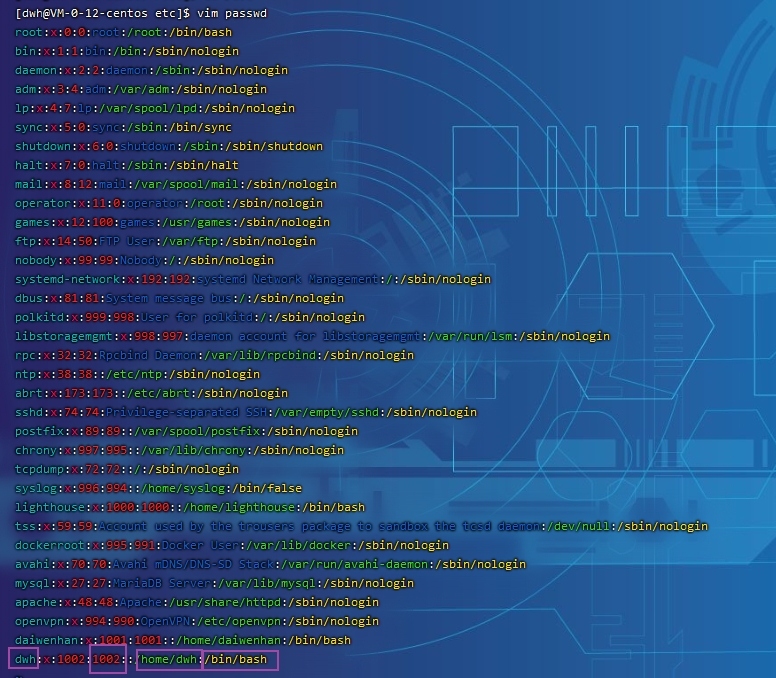 [dwh@VM-0-12-centos etc]$ vim passwd
root:x:0:0:root:/root:/bin/bash
bin:x:1:1:bin:/bin:/sbin/nologin
daemon:x:2:2:daemon:/sbin:/sbin/nologin
adm:x:3:4:adm:/var/adm:/sbin/nologin
lp:x:4:7:lp:/var/spool/lpd:/sbin/nologin
sync:x:5:0:sync:/sbin:/bin/sync
shutdown:x:6:0:shutdown:/sbin:/sbin/shutdown
halt:x:7:0:halt:/sbin:/sbin/halt
mail:x:8:12:mail:/var/spool/mail:/sbin/nologin
operator:x:11:0:operator:/root:/sbin/nologin
games:x:12:100:games:/usr/games:/sbin/nologin
ftp:x:14:50:FTP User:/var/ftp:/sbin/nologin
nobody:x:99:99:Nobody:/:/sbin/nologin
systemd-network:x:192:192:systemd Network Management:/:/sbin/nologin
dbus:x:81:81:System message bus:/:/sbin/nologin
polkitd:x:999:998:User for polkitd:/:/sbin/nologin
libstoragemgmt:x:998:997:daemon account for libstoragemgmt:/var/run/lsm:/sbin/nologin
rpc:x:32:32:Rpcbind Daemon:/var/lib/rpcbind:/sbin/nologin
ntp:x:38:38::/etc/ntp:/sbin/nologin
abrt:x:173:173::/etc/abrt:/sbin/nologin
sshd:x:74:74:Privilege-separated SSH:/var/empty/sshd:/sbin/nologin
postfix:x:89:89::/var/spool/postfix:/sbin/nologin
chrony:x:997:995::/var/lib/chrony:/sbin/nologin
tcpdump:x:72:72::/:/sbin/nologin
syslog:x:996:994::/home/syslog:/bin/false
lighthouse:x:1000:1000::/home/lighthouse:/bin/bash
tss:x:59:59:Account used by the trousers package to sandbox the tcsd daemon:/dev/null:/sbin/nologin
dockerroot:x:995:991:Docker User:/var/lib/docker:/sbin/nologin
avahi:x:70:70:Avahi mDNS/DNS-SD Stack:/var/run/avahi-daemon:/sbin/nologin
mysql:x:27:27:MariaDB Server:/var/lib/mysql:/sbin/nologin
apache:x:48:48:Apache:/usr/share/httpd:/sbin/nologin
openvpn:x:994:990:OpenVPN:/etc/openvpn:/sbin/nologin
daiwenhan:x:1001:1001::/home/daiwenhan:/bin/bash
dwh:x:1002:1002::/home/dwh:/bin/bash